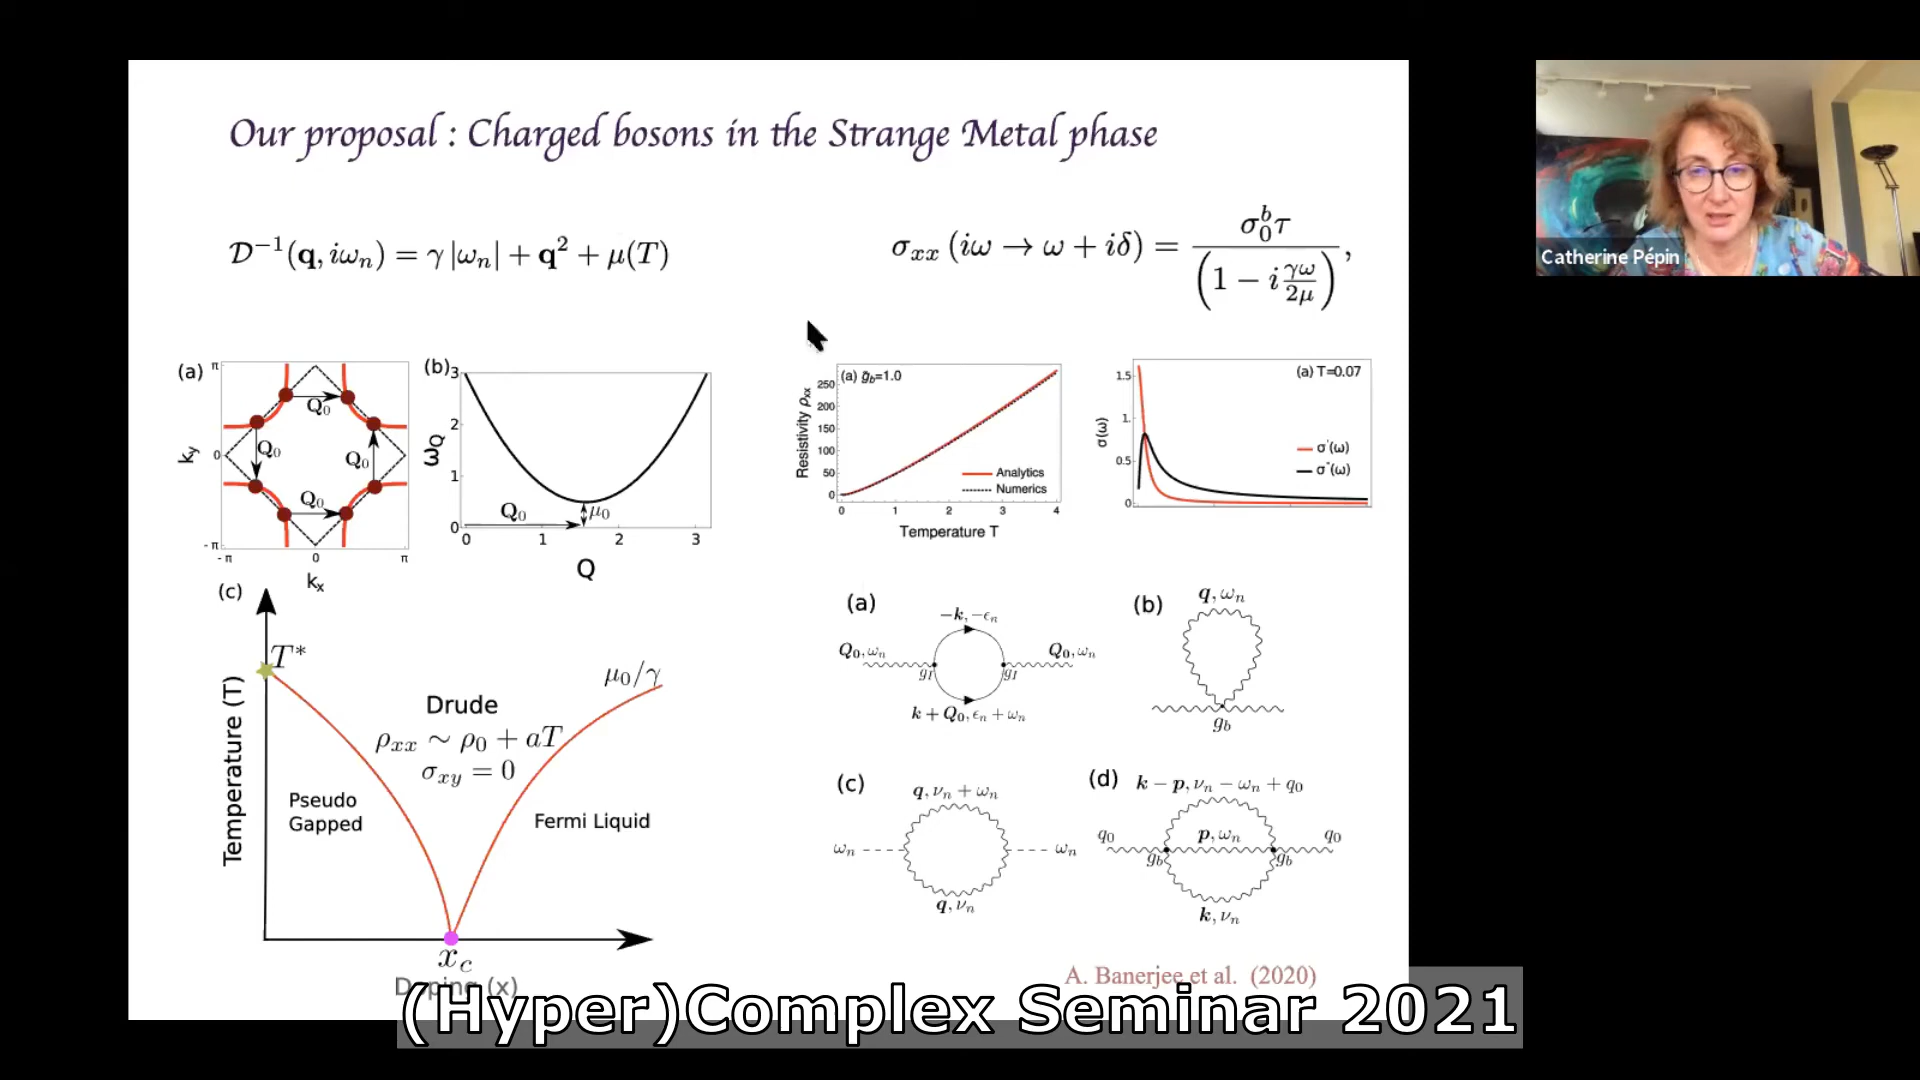 Our proposal : Charged bosons in the Strange Metal phase
𝒟⁻¹(q, iωₙ) = γ |ωₙ| + q² + μ(T)
σₓₓ (iω → ω + iδ) = σ₀ᵇτ / (1 − i γω/2μ),
Catherine Pépin
(a)
π
0
-π
-π
0
π
kᵧ
kₓ
Q₀
Q₀
Q₀
Q₀
(b)
3
2
1
0
0
1
2
3
ω_Q
Q₀
μ₀
Q
(a) g̃_b=1.0
Resistivity ρₓₓ
250
200
150
100
50
0
0
1
2
3
4
Analytics
Numerics
Temperature T
(a) T=0.07
σ(ω)
1.5
1.
0.5
0
σ'(ω)
σ''(ω)
(c)
Temperature (T)
T*
μ₀/γ
Drude
ρₓₓ ∼ ρ₀ + aT
σₓᵧ = 0
Pseudo
Gapped
Fermi Liquid
x_c
Doping (x)
(a)
−k, −ϵₙ
Q₀, ωₙ
Q₀, ωₙ
g_I
g_I
k + Q₀, ϵₙ + ωₙ
(b)
q, ωₙ
g_b
(c)
q, νₙ + ωₙ
ωₙ
ωₙ
q, νₙ
(d)
k − p, νₙ − ωₙ + q₀
q₀
p, ωₙ
q₀
g_b
g_b
k, νₙ
A. Banerjee et al. (2020)
(Hyper)Complex Seminar 2021